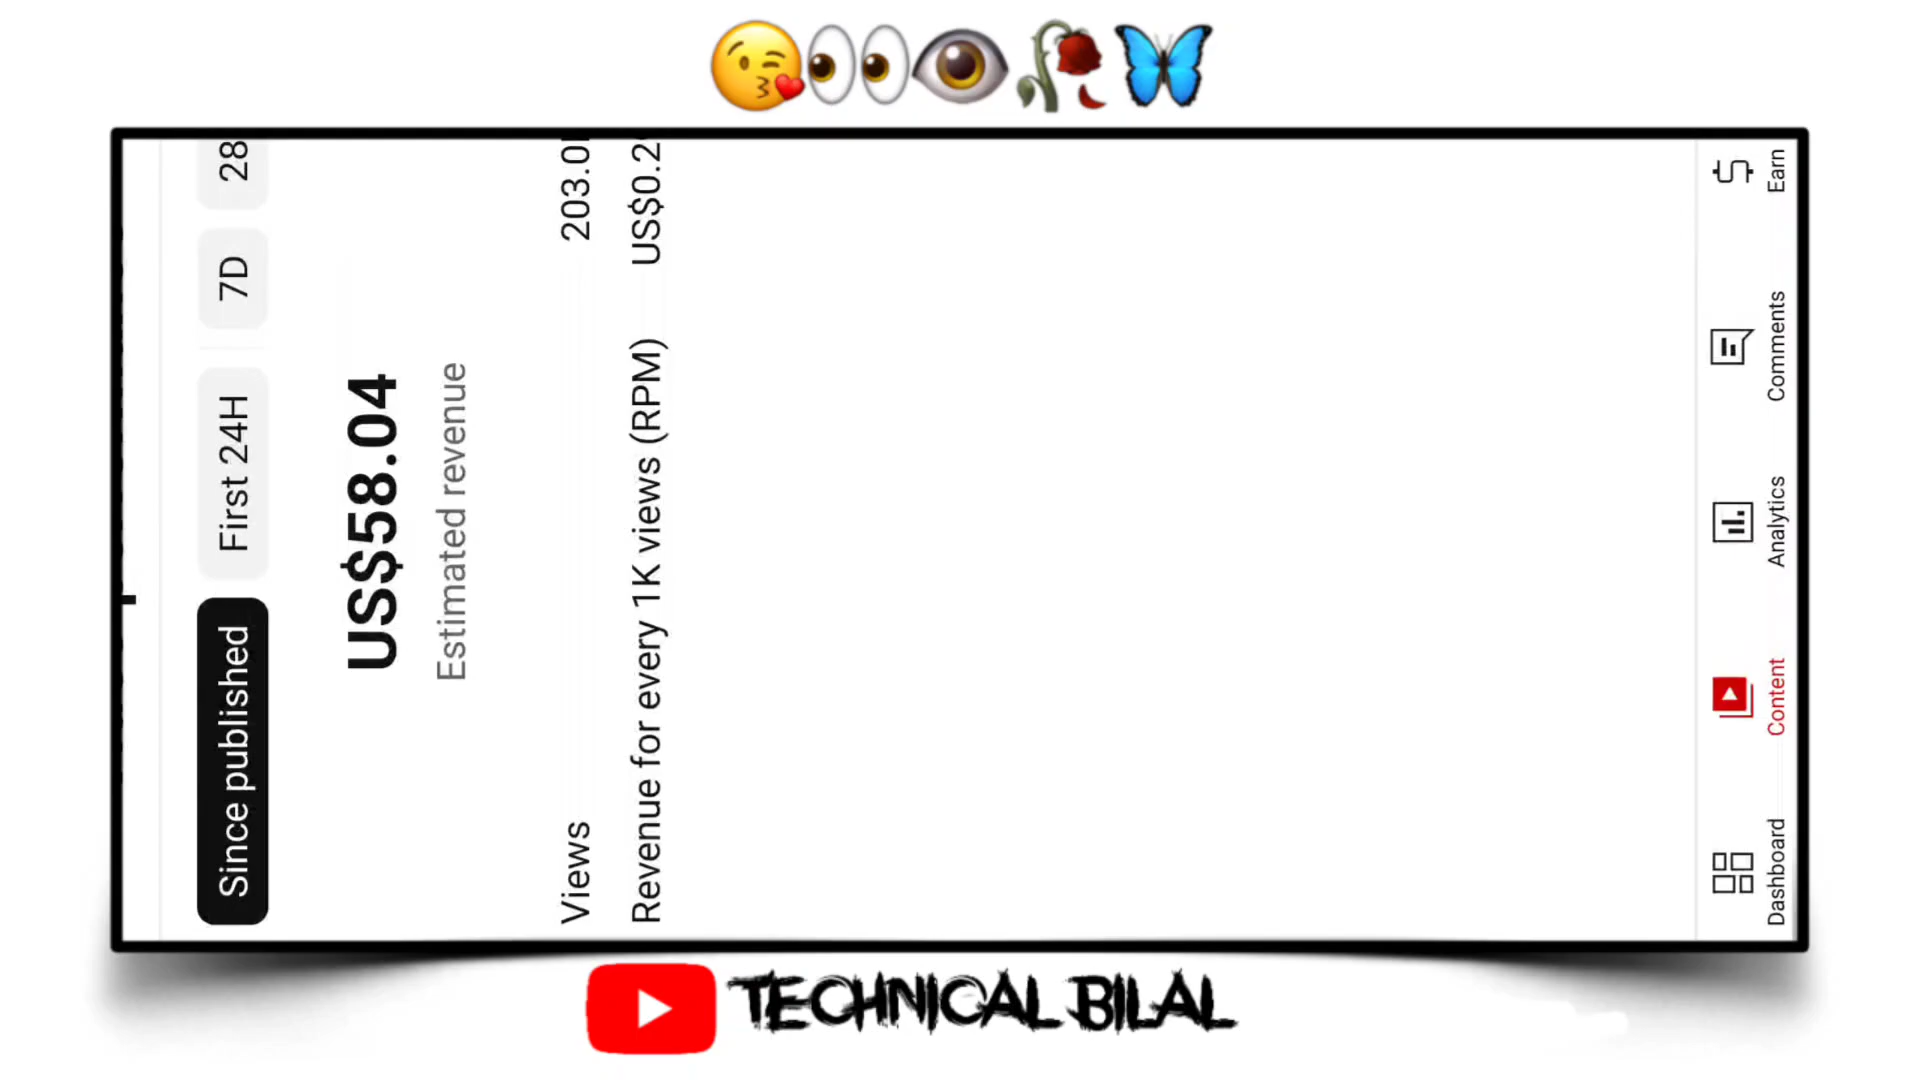 Since published First 24H 7D 28
US$58.04
Estimated revenue
Views 203.0
Revenue for every 1K views (RPM) US$0.2
Dashboard Content Analytics Comments Earn
TECHNICAL BILAL